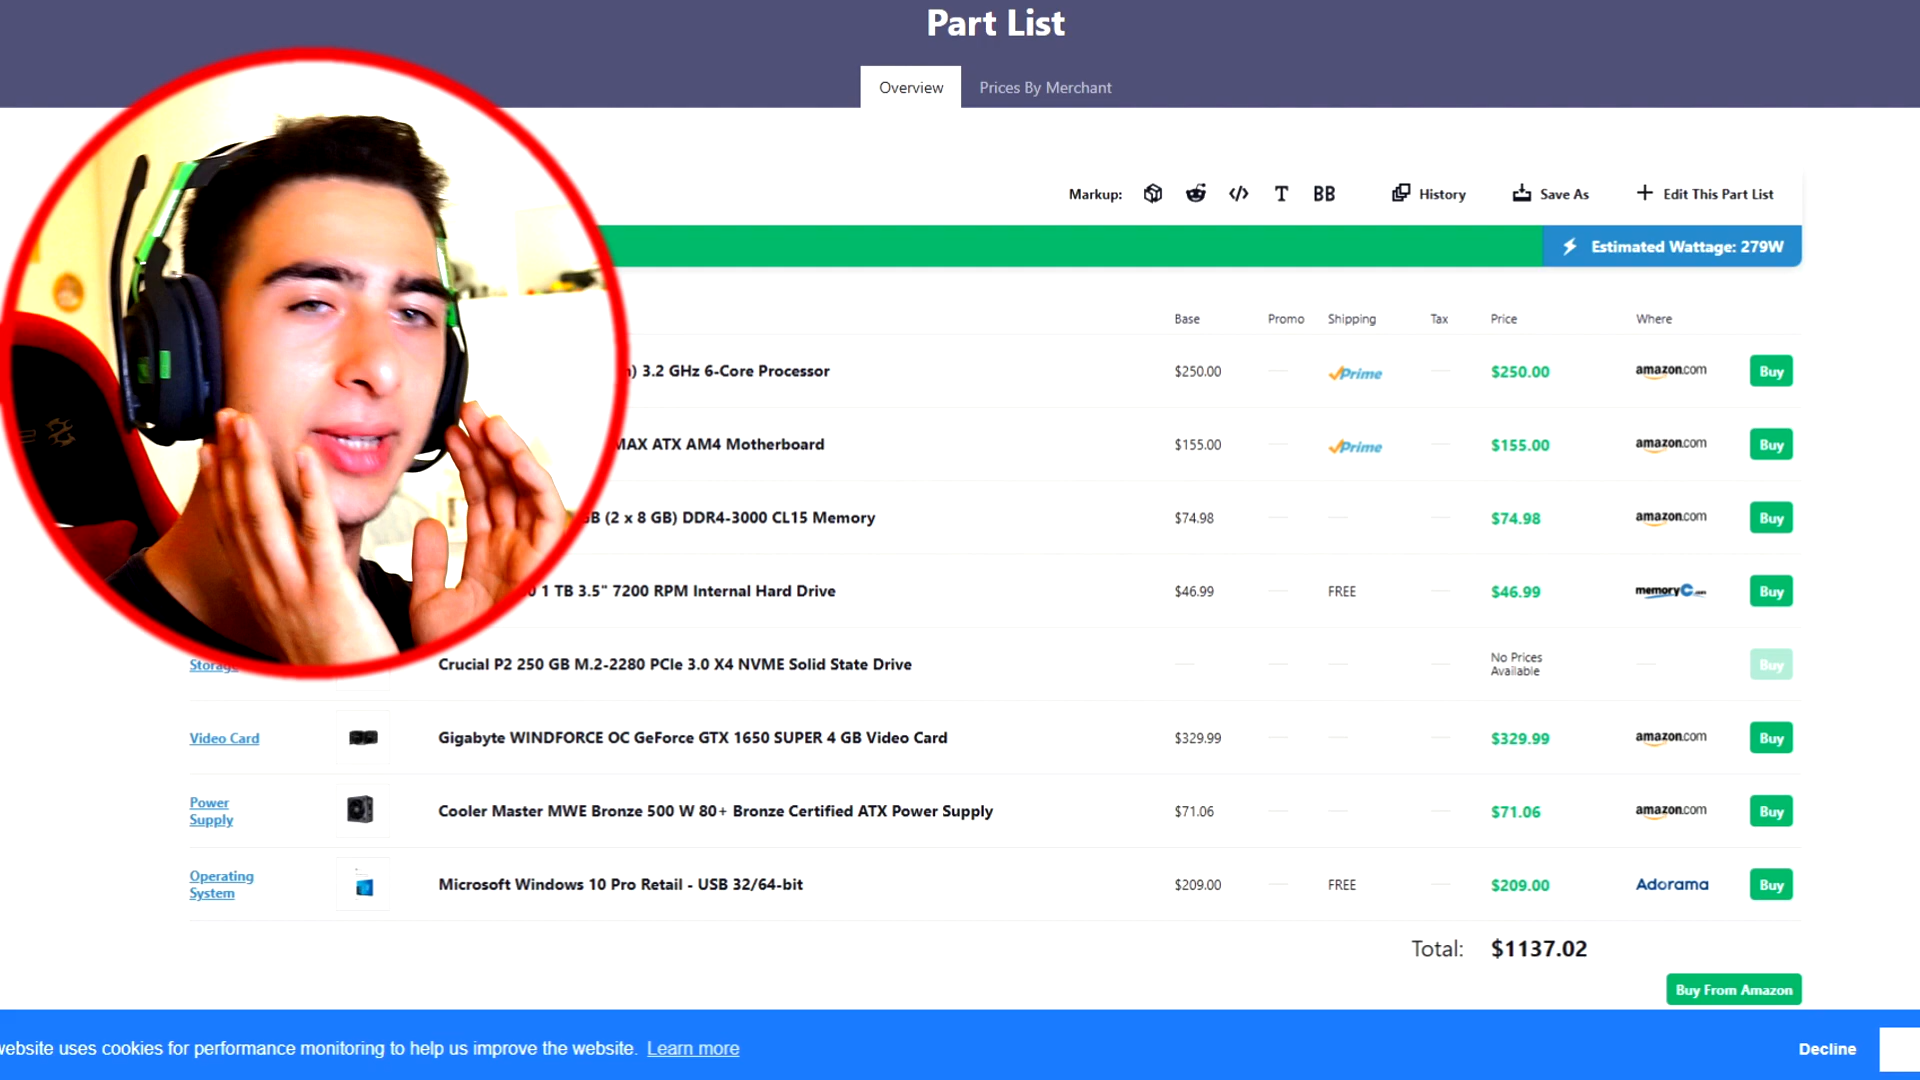 Part List
Overview Prices By Merchant
Markup: T BB History Save As Edit This Part List
Estimated Wattage: 279W
Base Promo Shipping Tax Price Where
) 3.2 GHz 6-Core Processor $250.00 Prime $250.00 amazon.com Buy
MAX ATX AM4 Motherboard $155.00 Prime $155.00 amazon.com Buy
(2 x 8 GB) DDR4-3000 CL15 Memory $74.98 $74.98 amazon.com Buy
1 TB 3.5" 7200 RPM Internal Hard Drive $46.99 FREE $46.99 memoryC Buy
Storage Crucial P2 250 GB M.2-2280 PCIe 3.0 X4 NVME Solid State Drive No Prices
Available Buy
Video Card Gigabyte WINDFORCE OC GeForce GTX 1650 SUPER 4 GB Video Card $329.99 $329.99 amazon.com Buy
Power
Supply Cooler Master MWE Bronze 500 W 80+ Bronze Certified ATX Power Supply $71.06 $71.06 amazon.com Buy
Operating
System Microsoft Windows 10 Pro Retail - USB 32/64-bit $209.00 FREE $209.00 Adorama Buy
Total: $1137.02
Buy From Amazon
website uses cookies for performance monitoring to help us improve the website. Learn more Decline